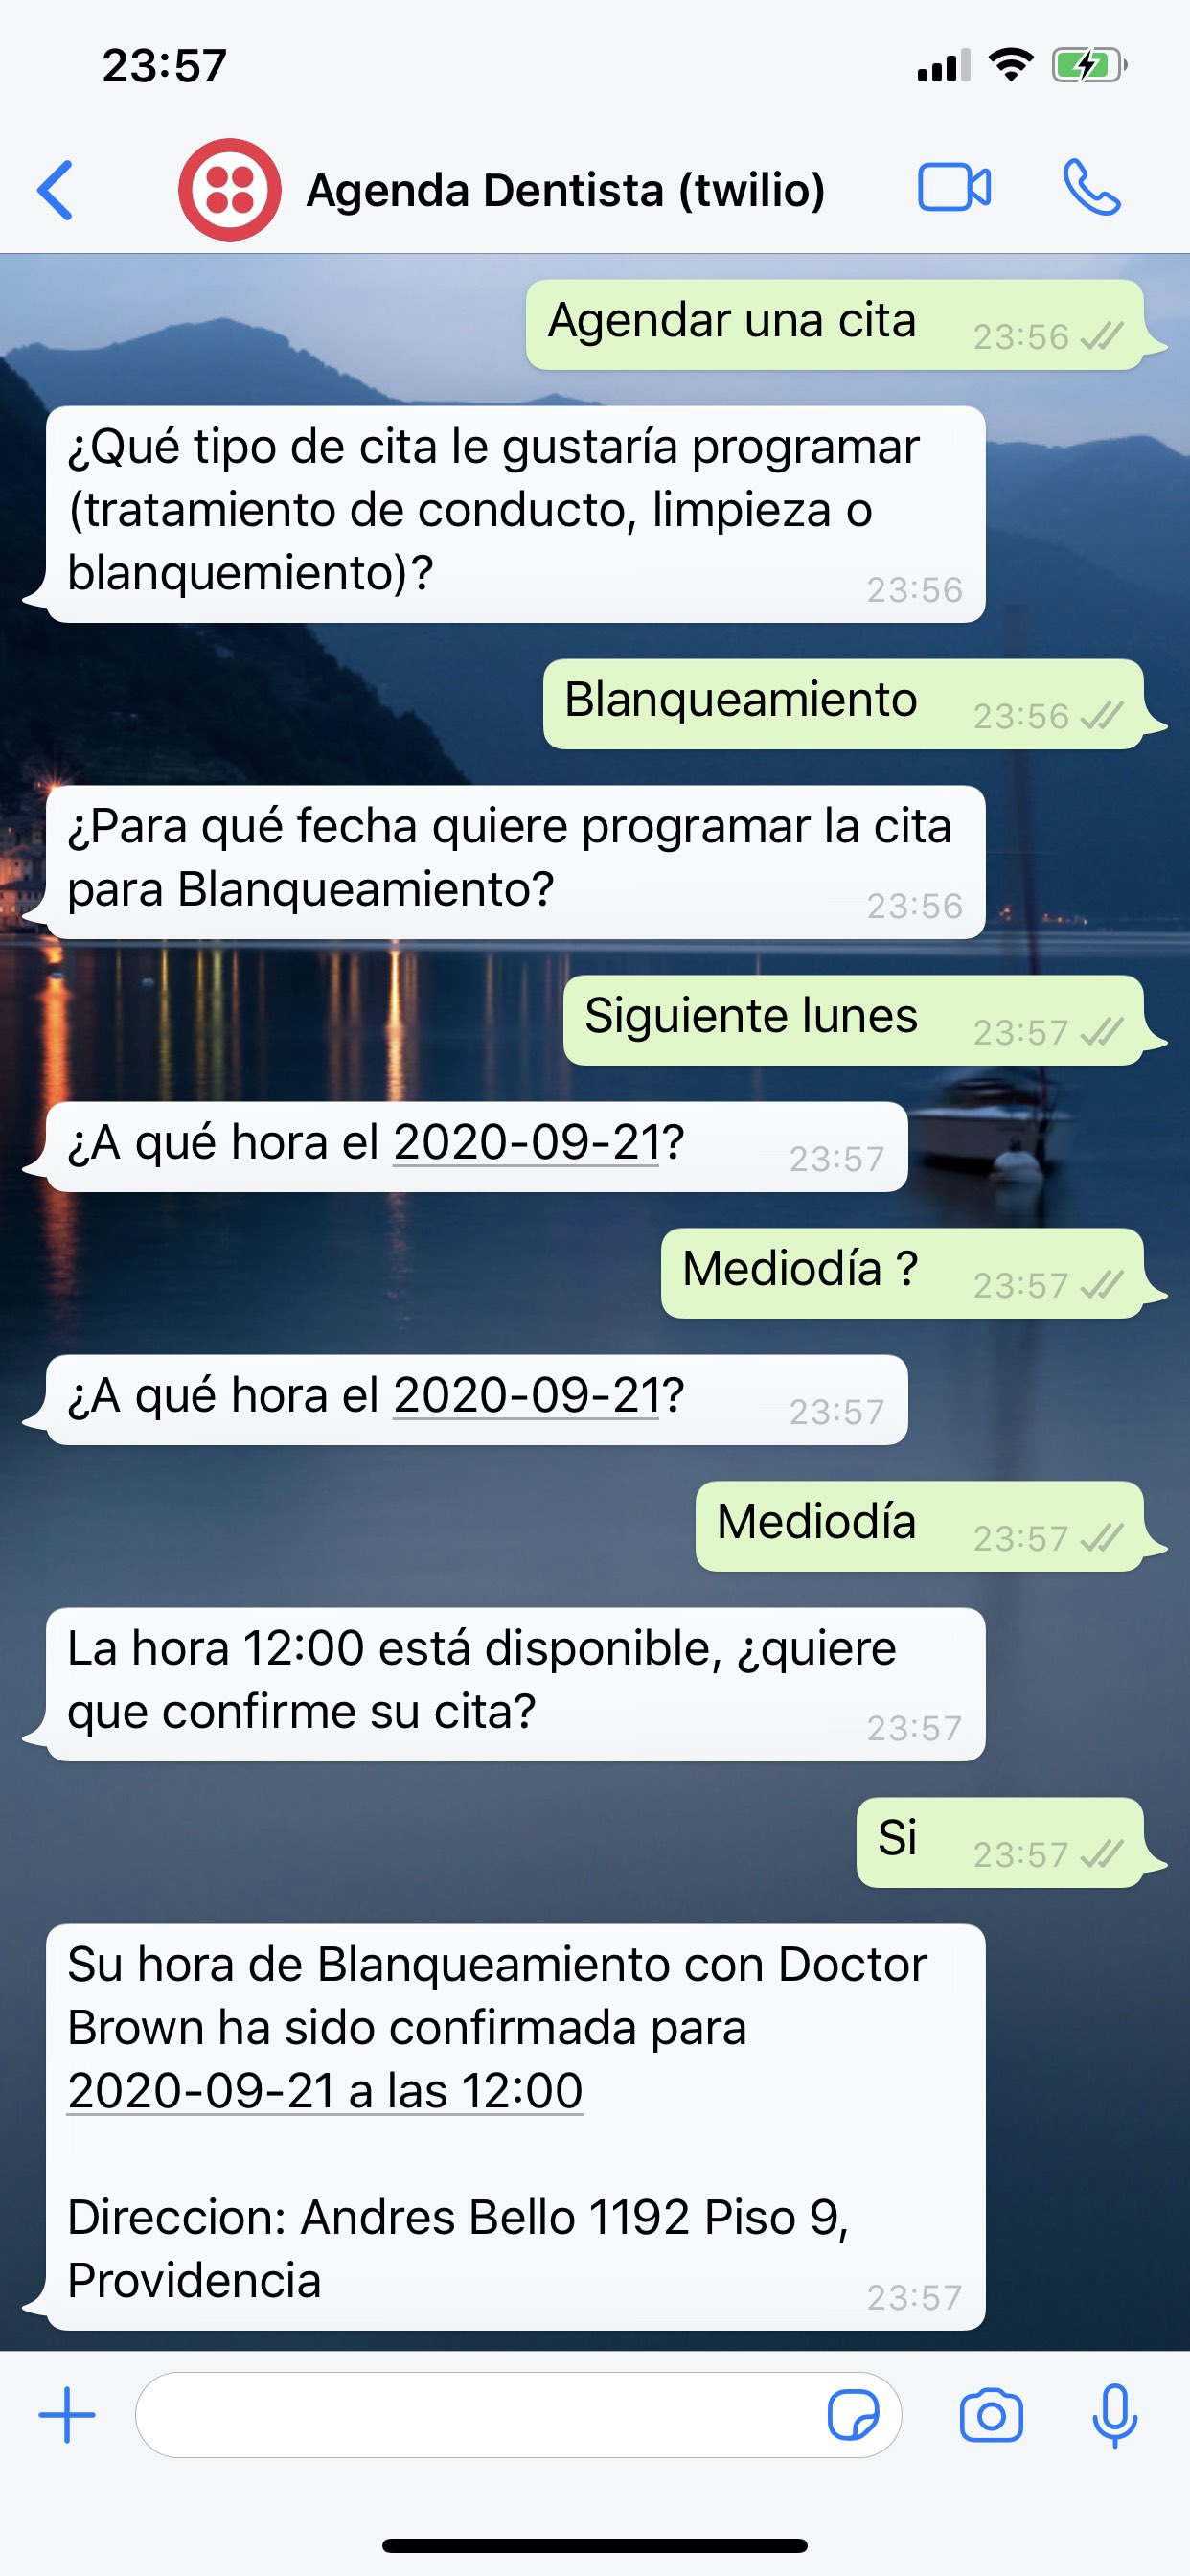 23:57
Agenda Dentista (twilio)
Agendar una cita 23:56
¿Qué tipo de cita le gustaría programar
(tratamiento de conducto, limpieza o
blanquemiento)? 23:56
Blanqueamiento 23:56
¿Para qué fecha quiere programar la cita
para Blanqueamiento? 23:56
Siguiente lunes 23:57
¿A qué hora el 2020-09-21? 23:57
Mediodía ? 23:57
¿A qué hora el 2020-09-21? 23:57
Mediodía 23:57
La hora 12:00 está disponible, ¿quiere
que confirme su cita? 23:57
Si 23:57
Su hora de Blanqueamiento con Doctor
Brown ha sido confirmada para
2020-09-21 a las 12:00
Direccion: Andres Bello 1192 Piso 9,
Providencia 23:57